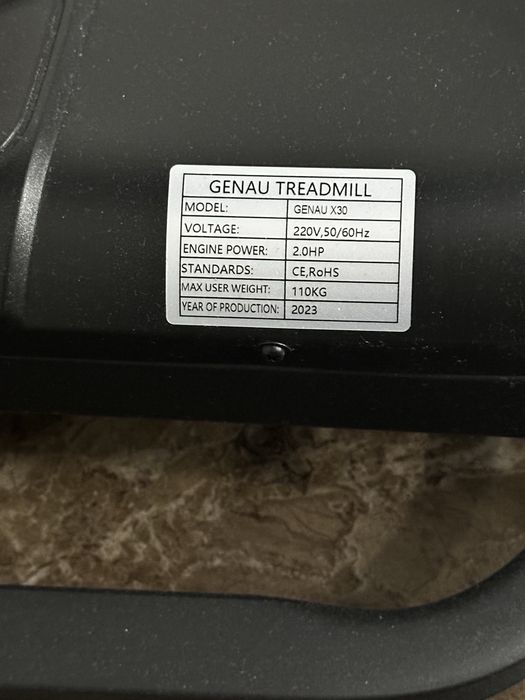 GENAU TREADMILL
MODEL: GENAU X30
VOLTAGE: 220V,50/60Hz
ENGINE POWER: 2.0HP
STANDARDS: CE,RoHS
MAX USER WEIGHT: 110KG
YEAR OF PRODUCTION: 2023